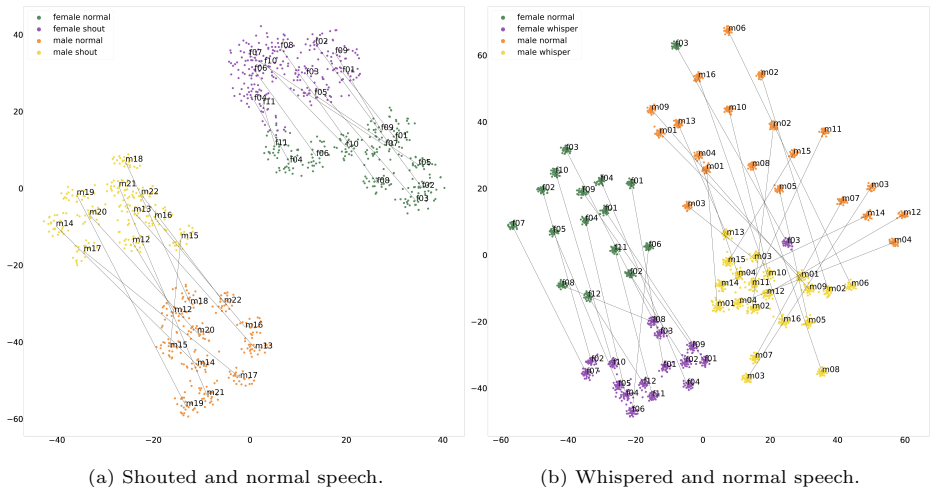 female normal
female shout
male normal
male shout
40
20
0
−20
−40
−60
−40
−20
0
20
40
f07
f08
f02
f09
f10
f06
f03
f01
f04
f11
f05
f09
f01
f11
f10
f07
f06
f04
f05
f08
f02
f03
m18
m21
m19
m22
m20
m13
m16
m14
m12
m15
m17
m18
m22
m12
m16
m20
m15
m13
m14
m17
m21
m19
(a) Shouted and normal speech.
female normal
female whisper
male normal
male whisper
60
40
20
0
−20
−40
−60
−40
−20
0
20
40
60
m06
f03
m16
m02
m09
m10
m13
m02
m01
m11
m04
m15
m01
m08
m05
m03
m07
m03
m14
m12
m04
f03
f10
f04
f01
f02
f09
f01
f04
f07
f05
f11
f06
f02
f08
f12
f03
m13
m03
m15
m04
m10
m01
m14
m11
m09
m02
m06
m12
m01
m04
m02
m16
m05
m07
m03
m08
f08
f03
f09
f02
f01
f02
f10
f01
f07
f05
f12
f04
f04
f11
f06
(b) Whispered and normal speech.